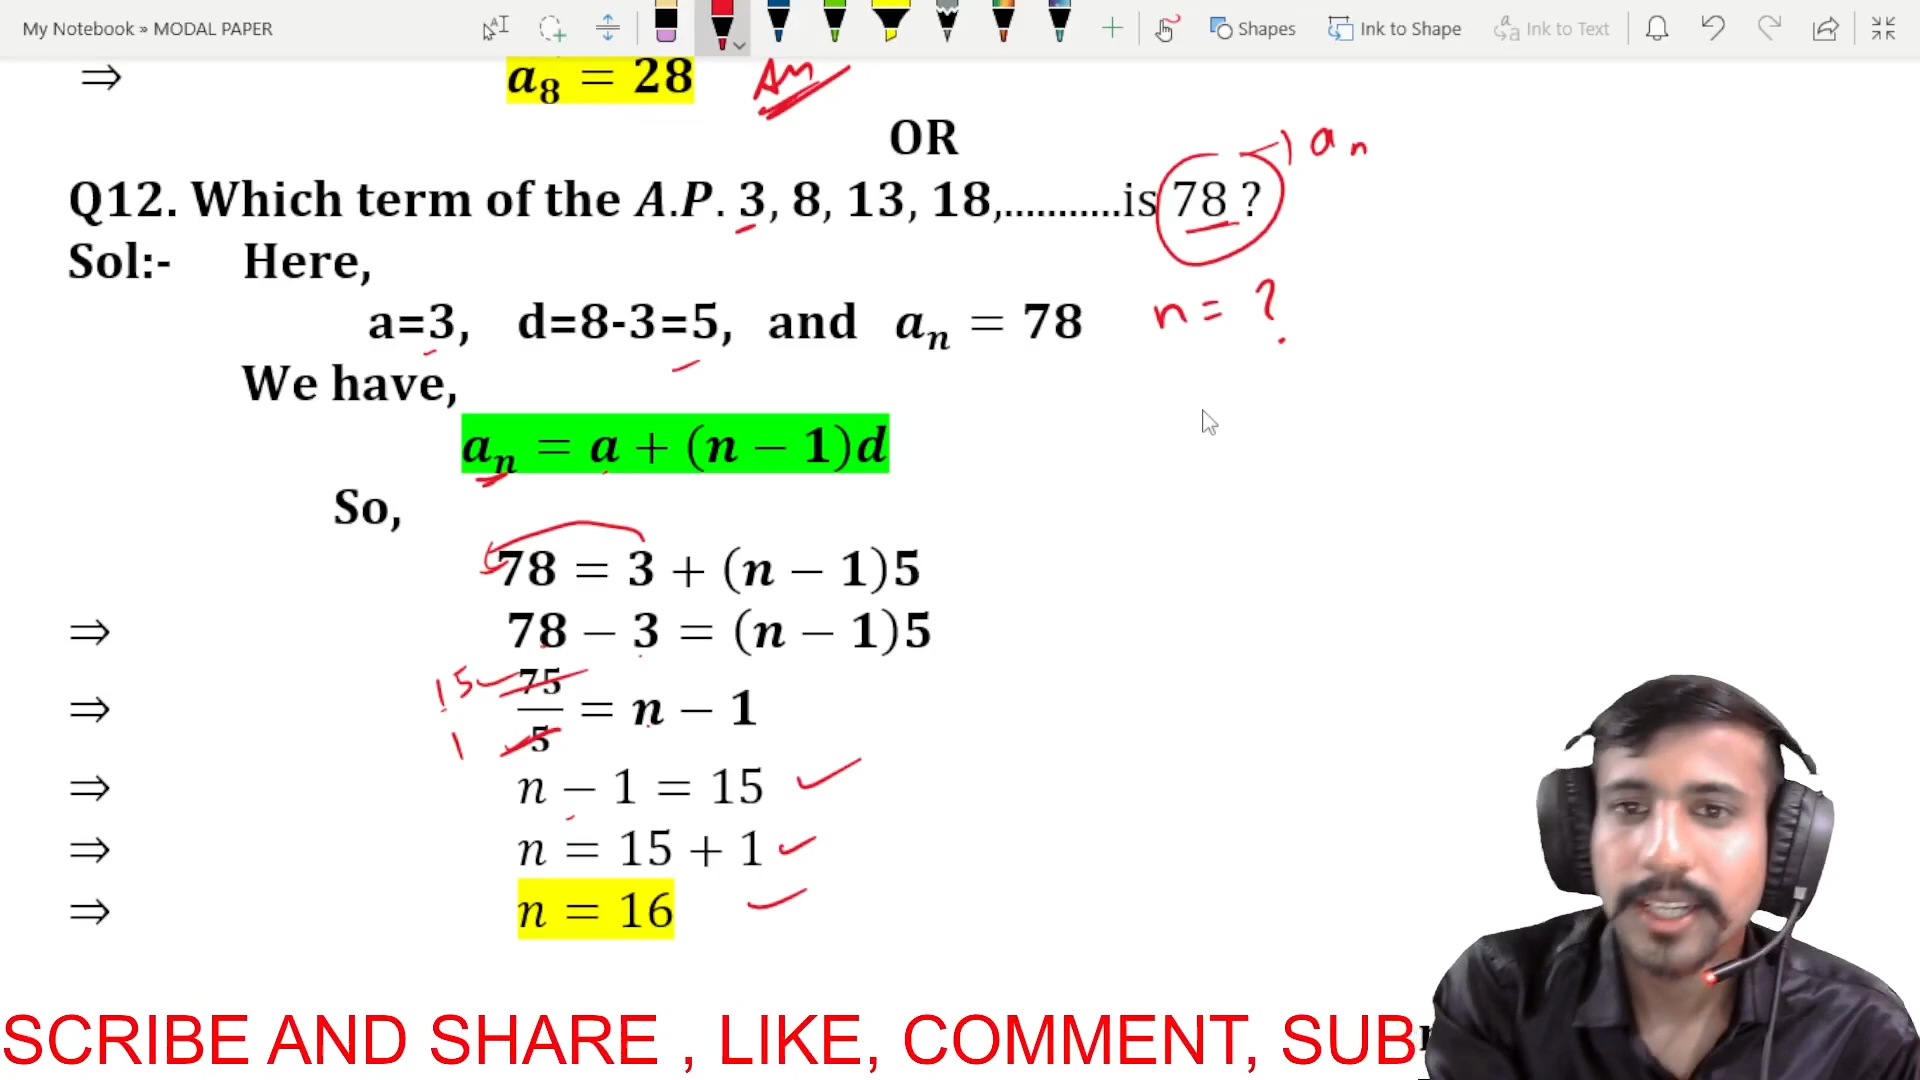 My Notebook » MODAL PAPER
Shapes
Ink to Shape
Ink to Text
⇒ a₈ = 28 Ans
OR
aₙ
Q12. Which term of the A.P. 3, 8, 13, 18,...........is 78 ?
Sol:- Here,
a=3, d=8-3=5, and aₙ = 78 n = ?
We have,
aₙ = a + (n − 1)d
So,
78 = 3 + (n − 1)5
⇒ 78 − 3 = (n − 1)5
15
⇒ 75/5 = n − 1
1
⇒ n − 1 = 15
⇒ n = 15 + 1
⇒ n = 16
SCRIBE AND SHARE , LIKE, COMMENT, SUB